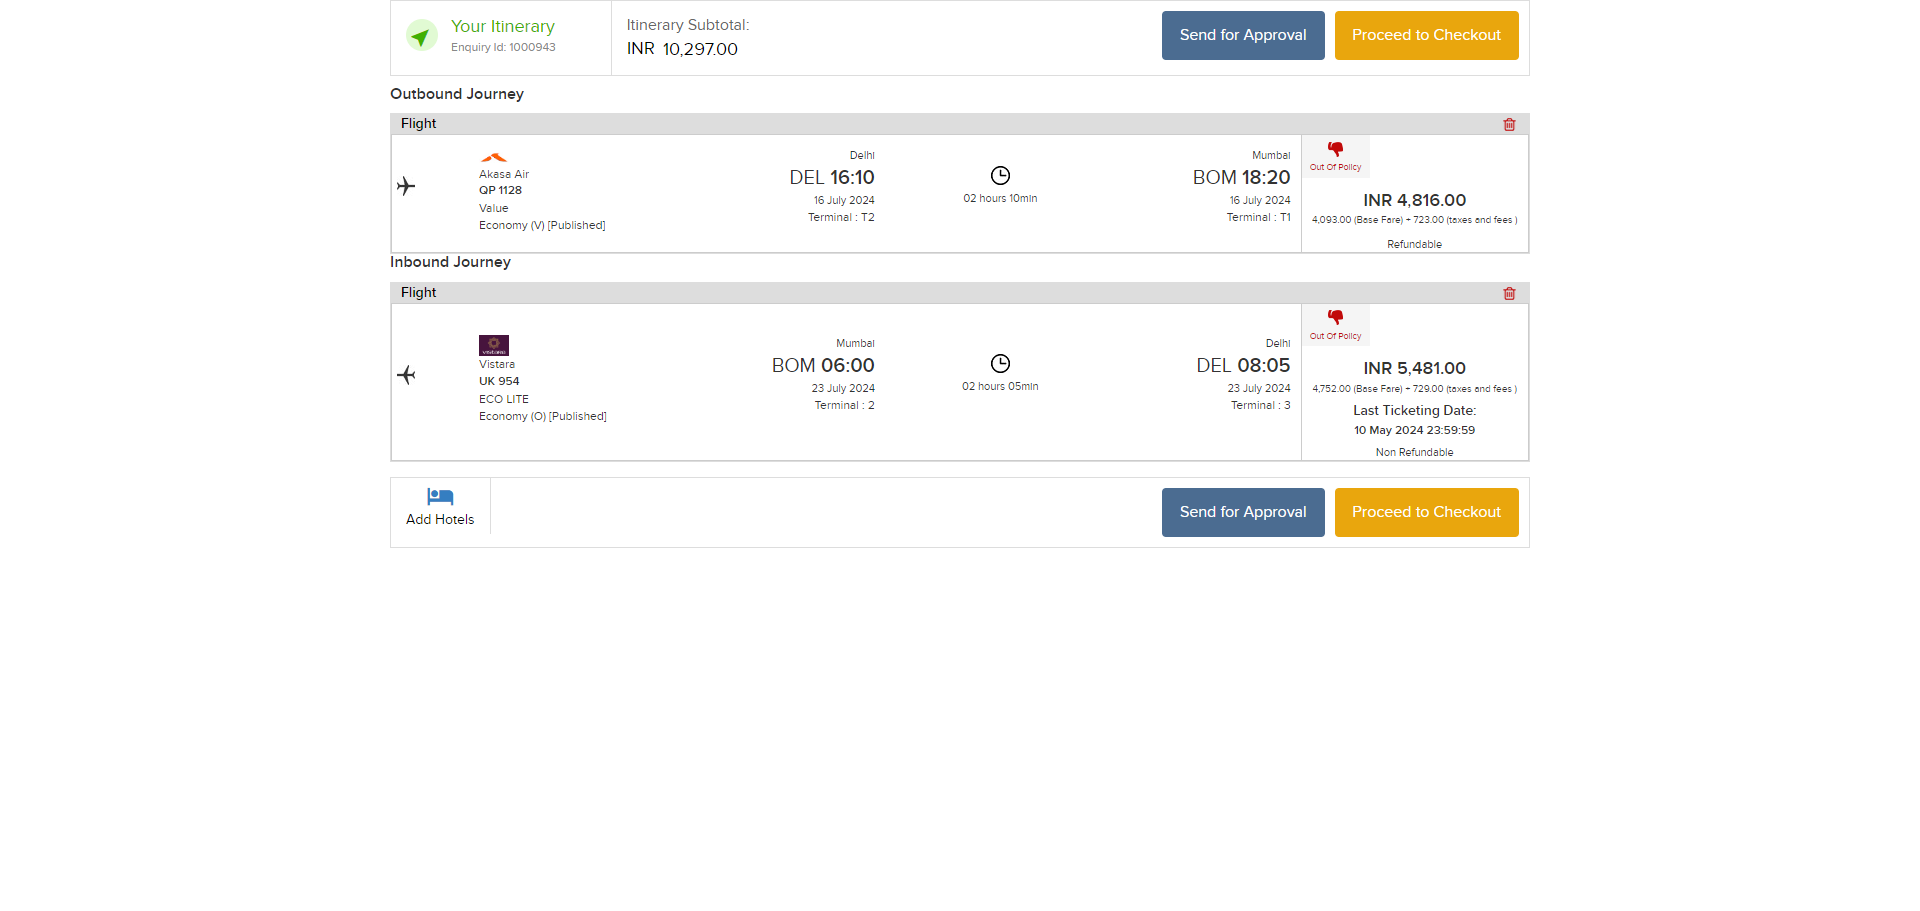 Your Itinerary
Enquiry Id: 1000943
Itinerary Subtotal:
INR 10,297.00
Send for Approval
Proceed to Checkout
Outbound Journey
Flight
Akasa Air
QP 1128
Value
Economy (V) [Published]
Delhi
DEL 16:10
16 July 2024
Terminal : T2
02 hours 10min
Mumbai
BOM 18:20
16 July 2024
Terminal : T1
Out Of Policy
INR 4,816.00
4,093.00 (Base Fare) + 723.00 (taxes and fees )
Refundable
Inbound Journey
Flight
Vistara
UK 954
ECO LITE
Economy (O) [Published]
Mumbai
BOM 06:00
23 July 2024
Terminal : 2
02 hours 05min
Delhi
DEL 08:05
23 July 2024
Terminal : 3
Out Of Policy
INR 5,481.00
4,752.00 (Base Fare) + 729.00 (taxes and fees )
Last Ticketing Date:
10 May 2024 23:59:59
Non Refundable
Add Hotels
Send for Approval
Proceed to Checkout